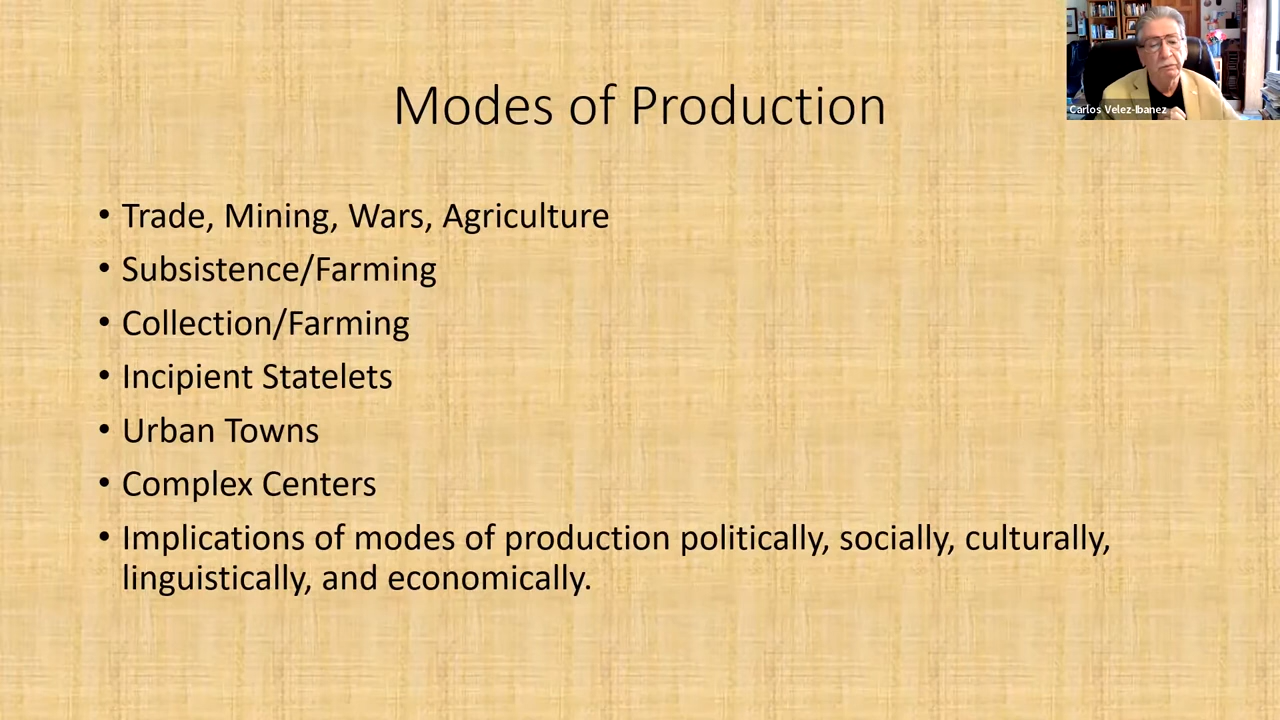 Carlos Velez-Ibanez
Modes of Production
• Trade, Mining, Wars, Agriculture
• Subsistence/Farming
• Collection/Farming
• Incipient Statelets
• Urban Towns
• Complex Centers
• Implications of modes of production politically, socially, culturally,
linguistically, and economically.